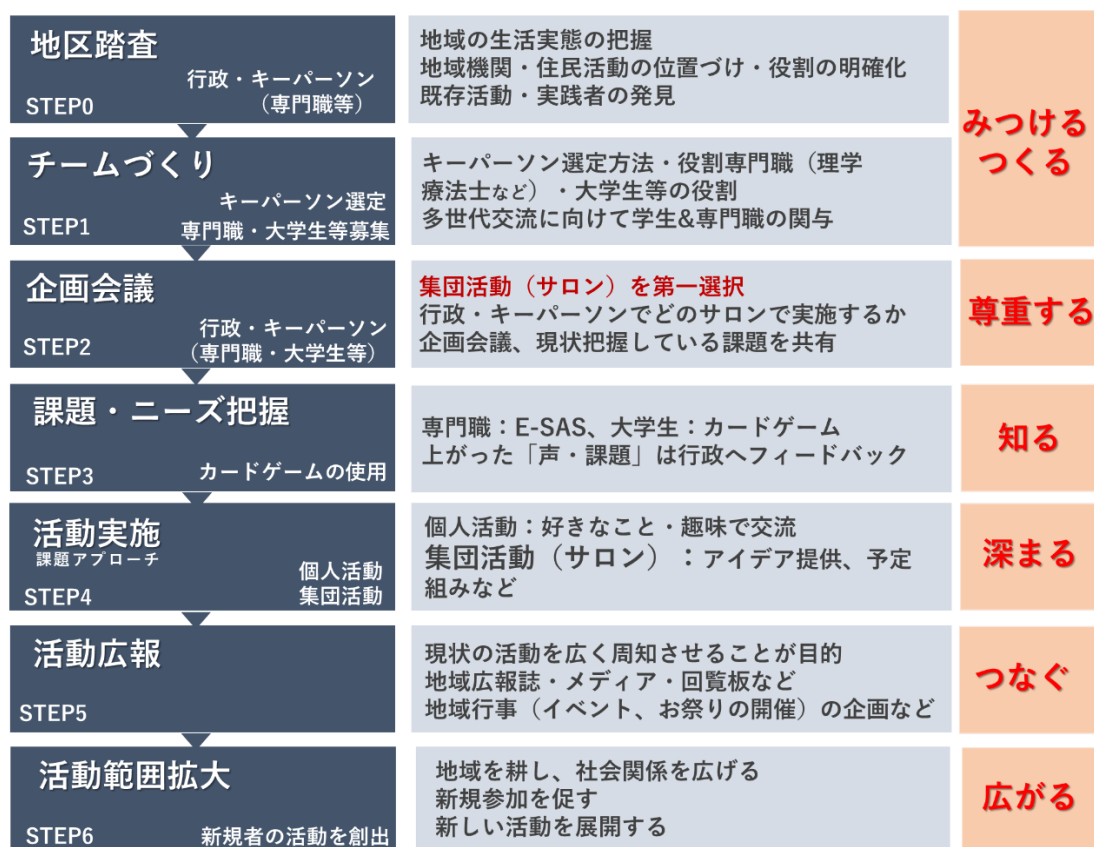 地区踏査
行政・キーパーソン
（専門職等）
STEP0
地域の生活実態の把握
地域機関・住民活動の位置づけ・役割の明確化
既存活動・実践者の発見
みつける
つくる
チームづくり
キーパーソン選定
STEP1
専門職・大学生等募集
キーパーソン選定方法・役割専門職（理学
療法士など）・大学生等の役割
多世代交流に向けて学生&専門職の関与
企画会議
行政・キーパーソン
STEP2
（専門職・大学生等）
集団活動（サロン）を第一選択
行政・キーパーソンでどのサロンで実施するか
企画会議、現状把握している課題を共有
尊重する
課題・ニーズ把握
STEP3
カードゲームの使用
専門職：E-SAS、大学生：カードゲーム
上がった「声・課題」は行政へフィードバック
知る
活動実施
課題アプローチ
個人活動
STEP4
集団活動
個人活動：好きなこと・趣味で交流
集団活動（サロン）：アイデア提供、予定
組みなど
深まる
活動広報
STEP5
現状の活動を広く周知させることが目的
地域広報誌・メディア・回覧板など
地域行事（イベント、お祭りの開催）の企画など
つなぐ
活動範囲拡大
STEP6
新規者の活動を創出
地域を耕し、社会関係を広げる
新規参加を促す
新しい活動を展開する
広がる